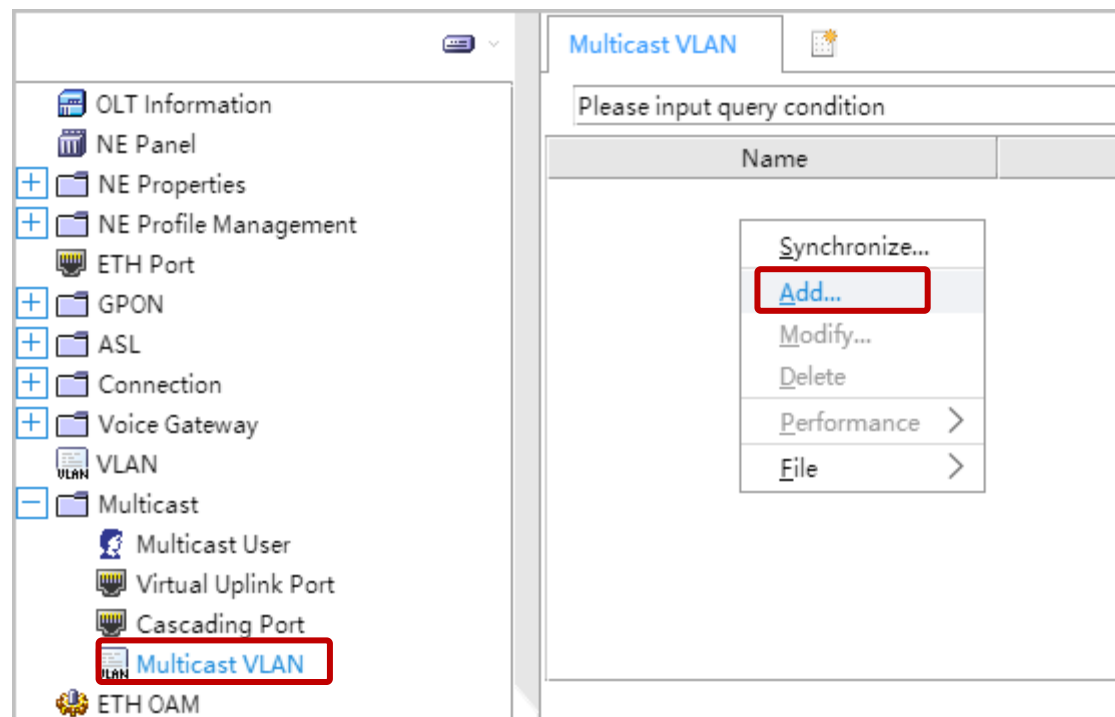 OLT Information
NE Panel
NE Properties
NE Profile Management
ETH Port
GPON
ASL
Connection
Voice Gateway
VLAN
VLAN
Multicast
Multicast User
Virtual Uplink Port
Cascading Port
VLAN
Multicast VLAN
ETH OAM
Multicast VLAN
Please input query condition
Name
Synchronize...
Add...
Modify...
Delete
Performance
File